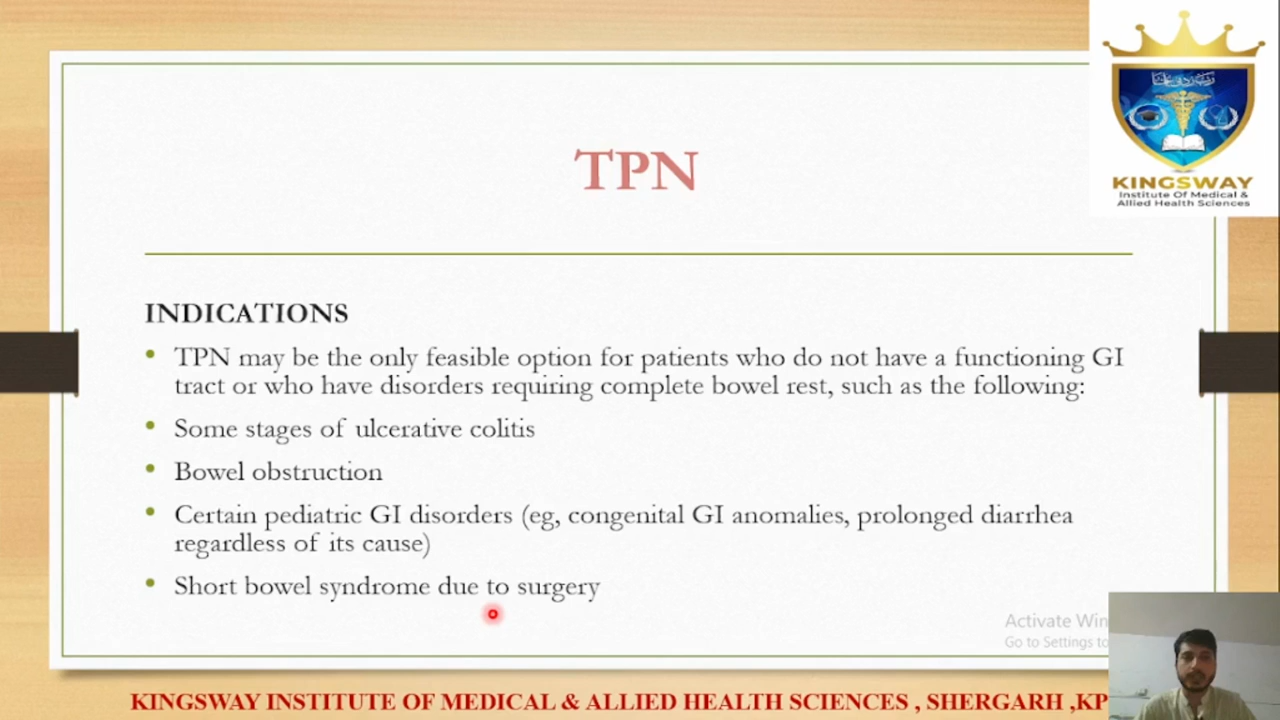 TPN
KINGSWAY
Institute Of Medical &
Allied Health Sciences
INDICATIONS
• TPN may be the only feasible option for patients who do not have a functioning GI
tract or who have disorders requiring complete bowel rest, such as the following:
• Some stages of ulcerative colitis
• Bowel obstruction
• Certain pediatric GI disorders (eg, congenital GI anomalies, prolonged diarrhea
regardless of its cause)
• Short bowel syndrome due to surgery
Activate Win
Go to Settings to
KINGSWAY INSTITUTE OF MEDICAL & ALLIED HEALTH SCIENCES , SHERGARH ,KP